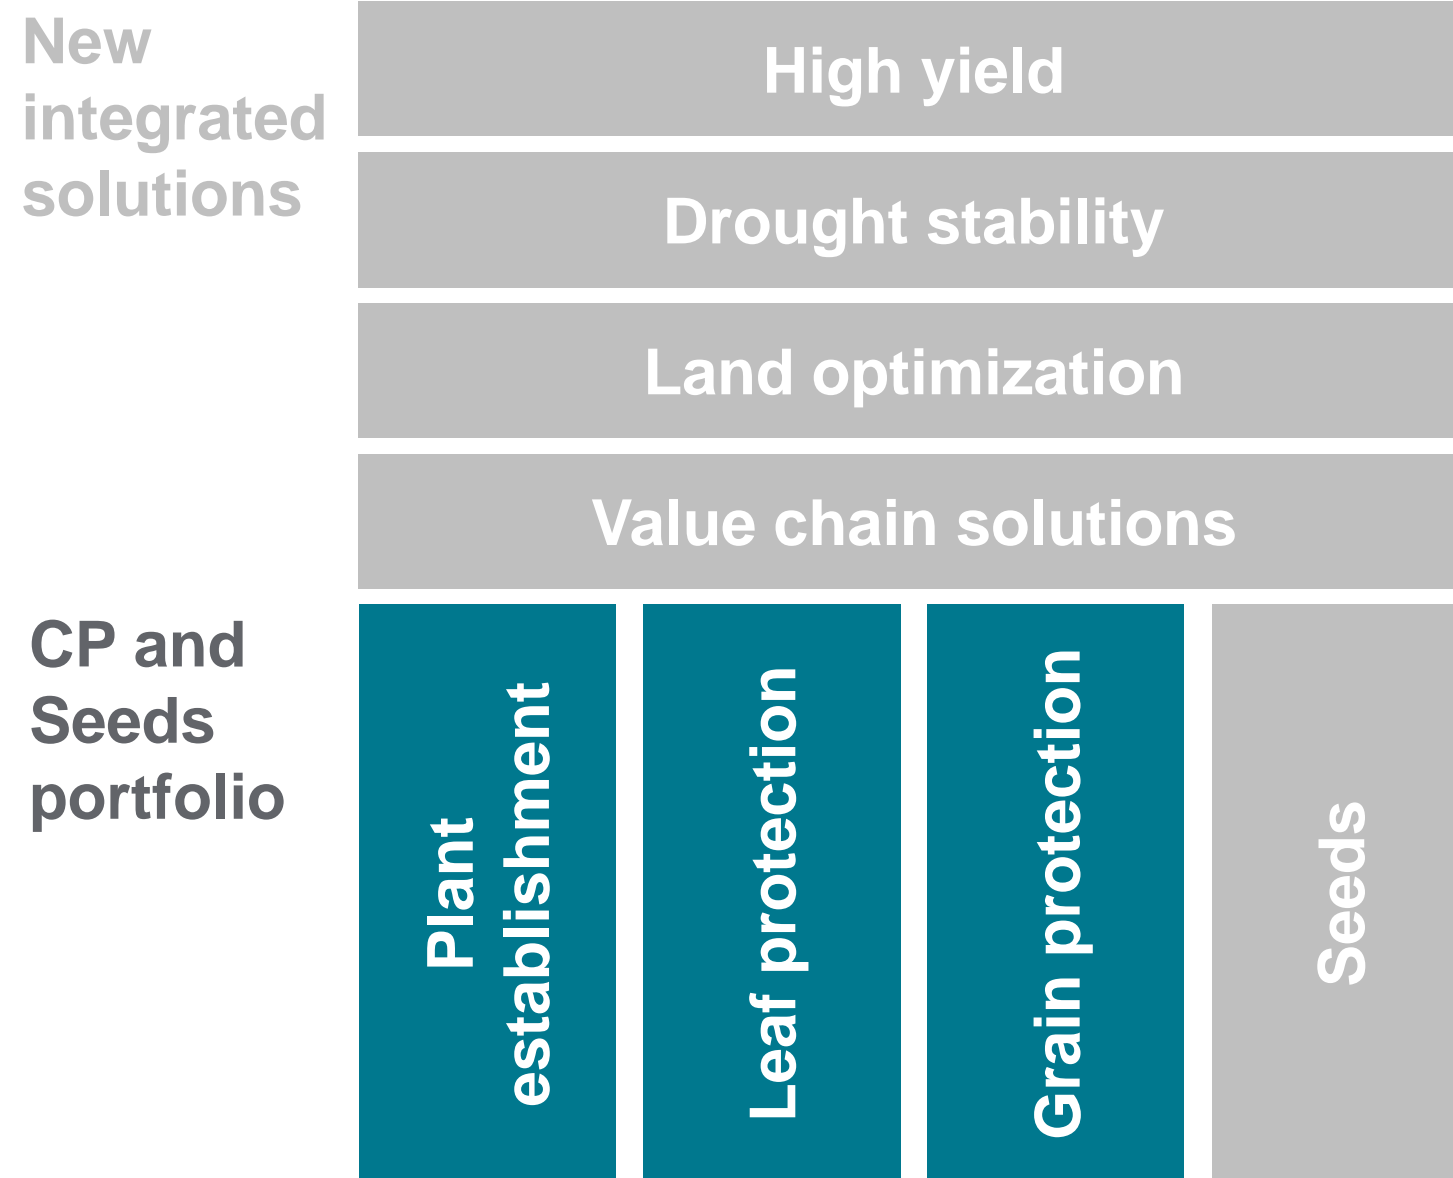 New
integrated
solutions
High yield
Drought stability
Land optimization
Value chain solutions
CP and
Seeds
portfolio
Plant
establishment
Leaf protection
Grain protection
Seeds